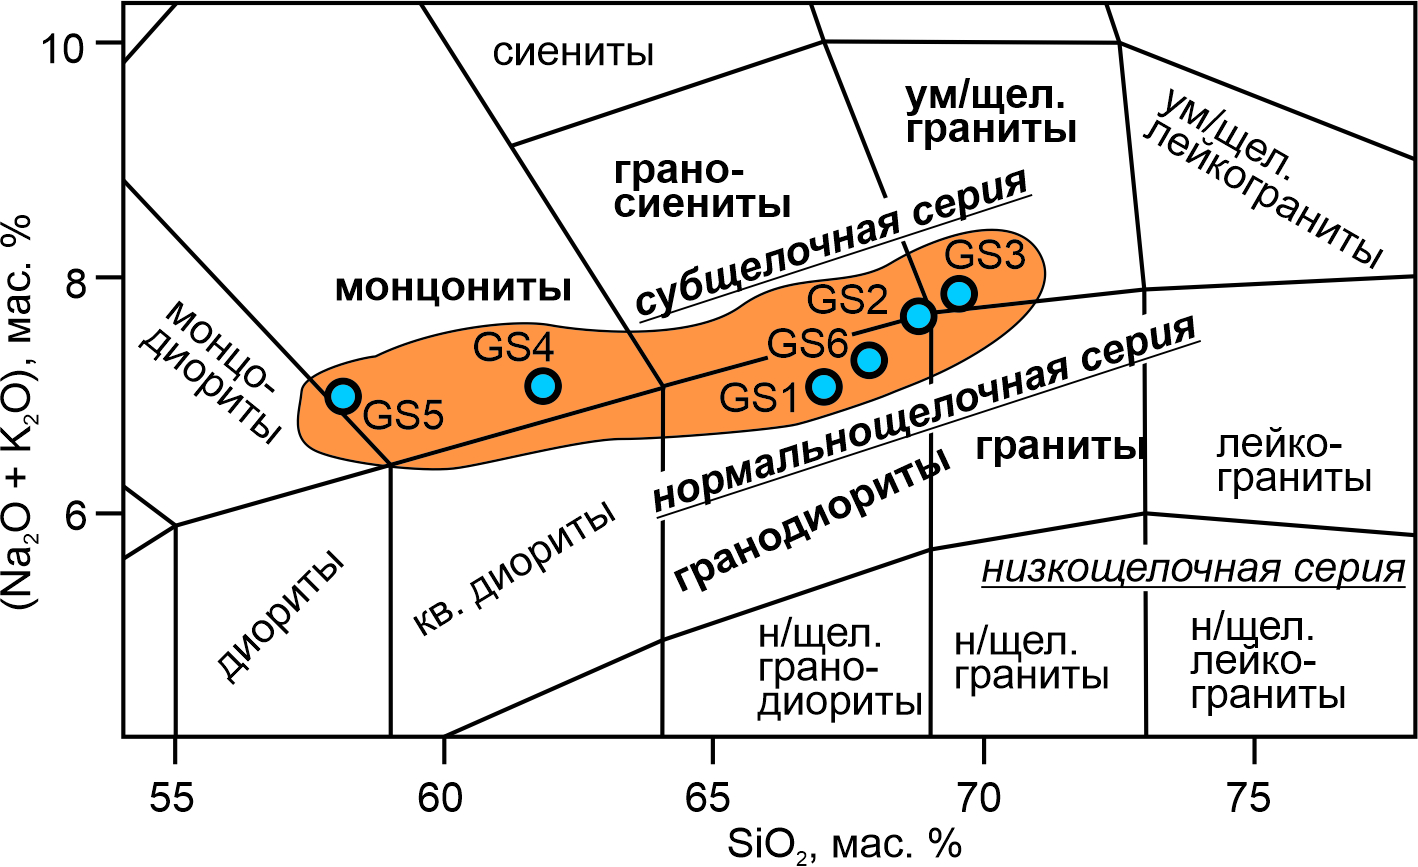 10
8
6
(Na₂O + K₂O), мас. %
сиениты
ум/щел.
граниты
ум/щел.
лейкограниты
грано-
сиениты
субщелочная серия
монцониты
монцо-
диориты
GS3
GS2
GS6
GS4
GS1
GS5
нормальнощелочная серия
граниты
лейко-
граниты
гранодиориты
кв. диориты
диориты
низкощелочная серия
н/щел.
грано-
диориты
н/щел.
граниты
н/щел.
лейко-
граниты
55
60
65
70
75
SiO₂, мас. %